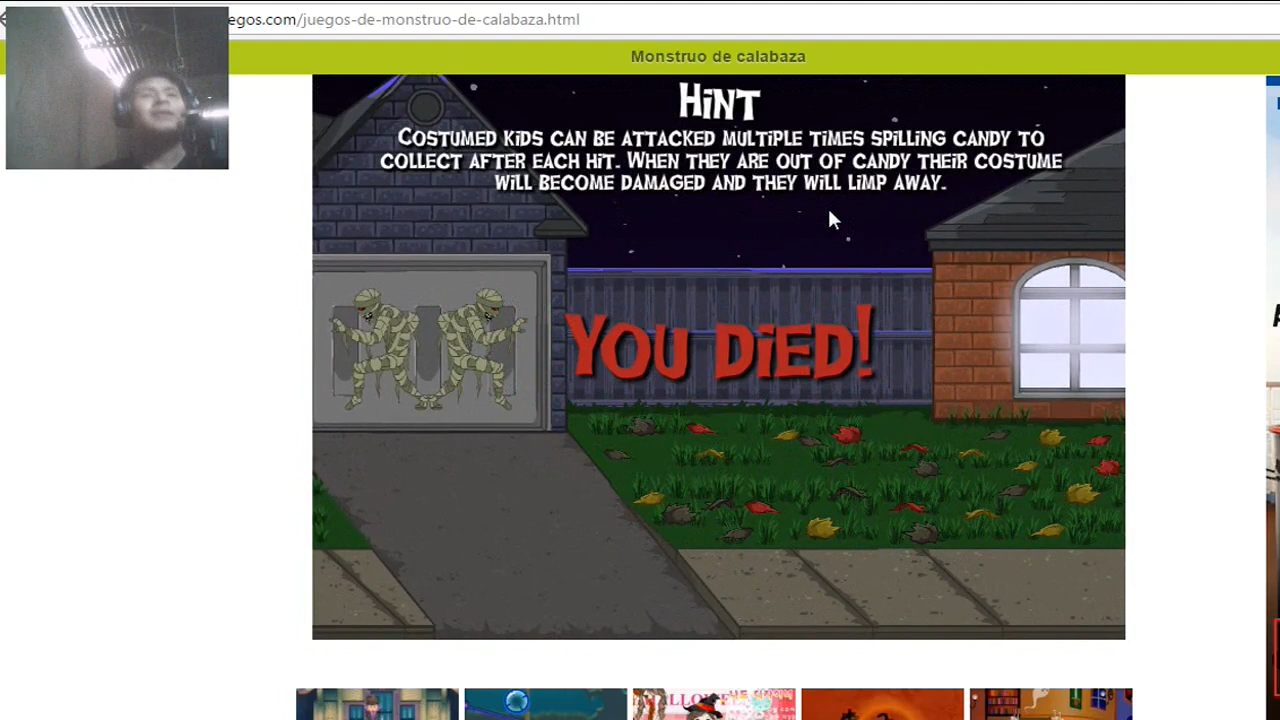 egos.com/juegos-de-monstruo-de-calabaza.html
Monstruo de calabaza
HiNT
COSTUMED KiDS CAN BE ATTACKED MULTiPLE TiMES SPiLLiNG CANDY TO
COLLECT AFTER EACH HiT. WHEN THEY ARE OUT OF CANDY THEiR COSTUME
WiLL BECOME DAMAGED AND THEY WiLL LiMP AWAY.
YOU DiED!